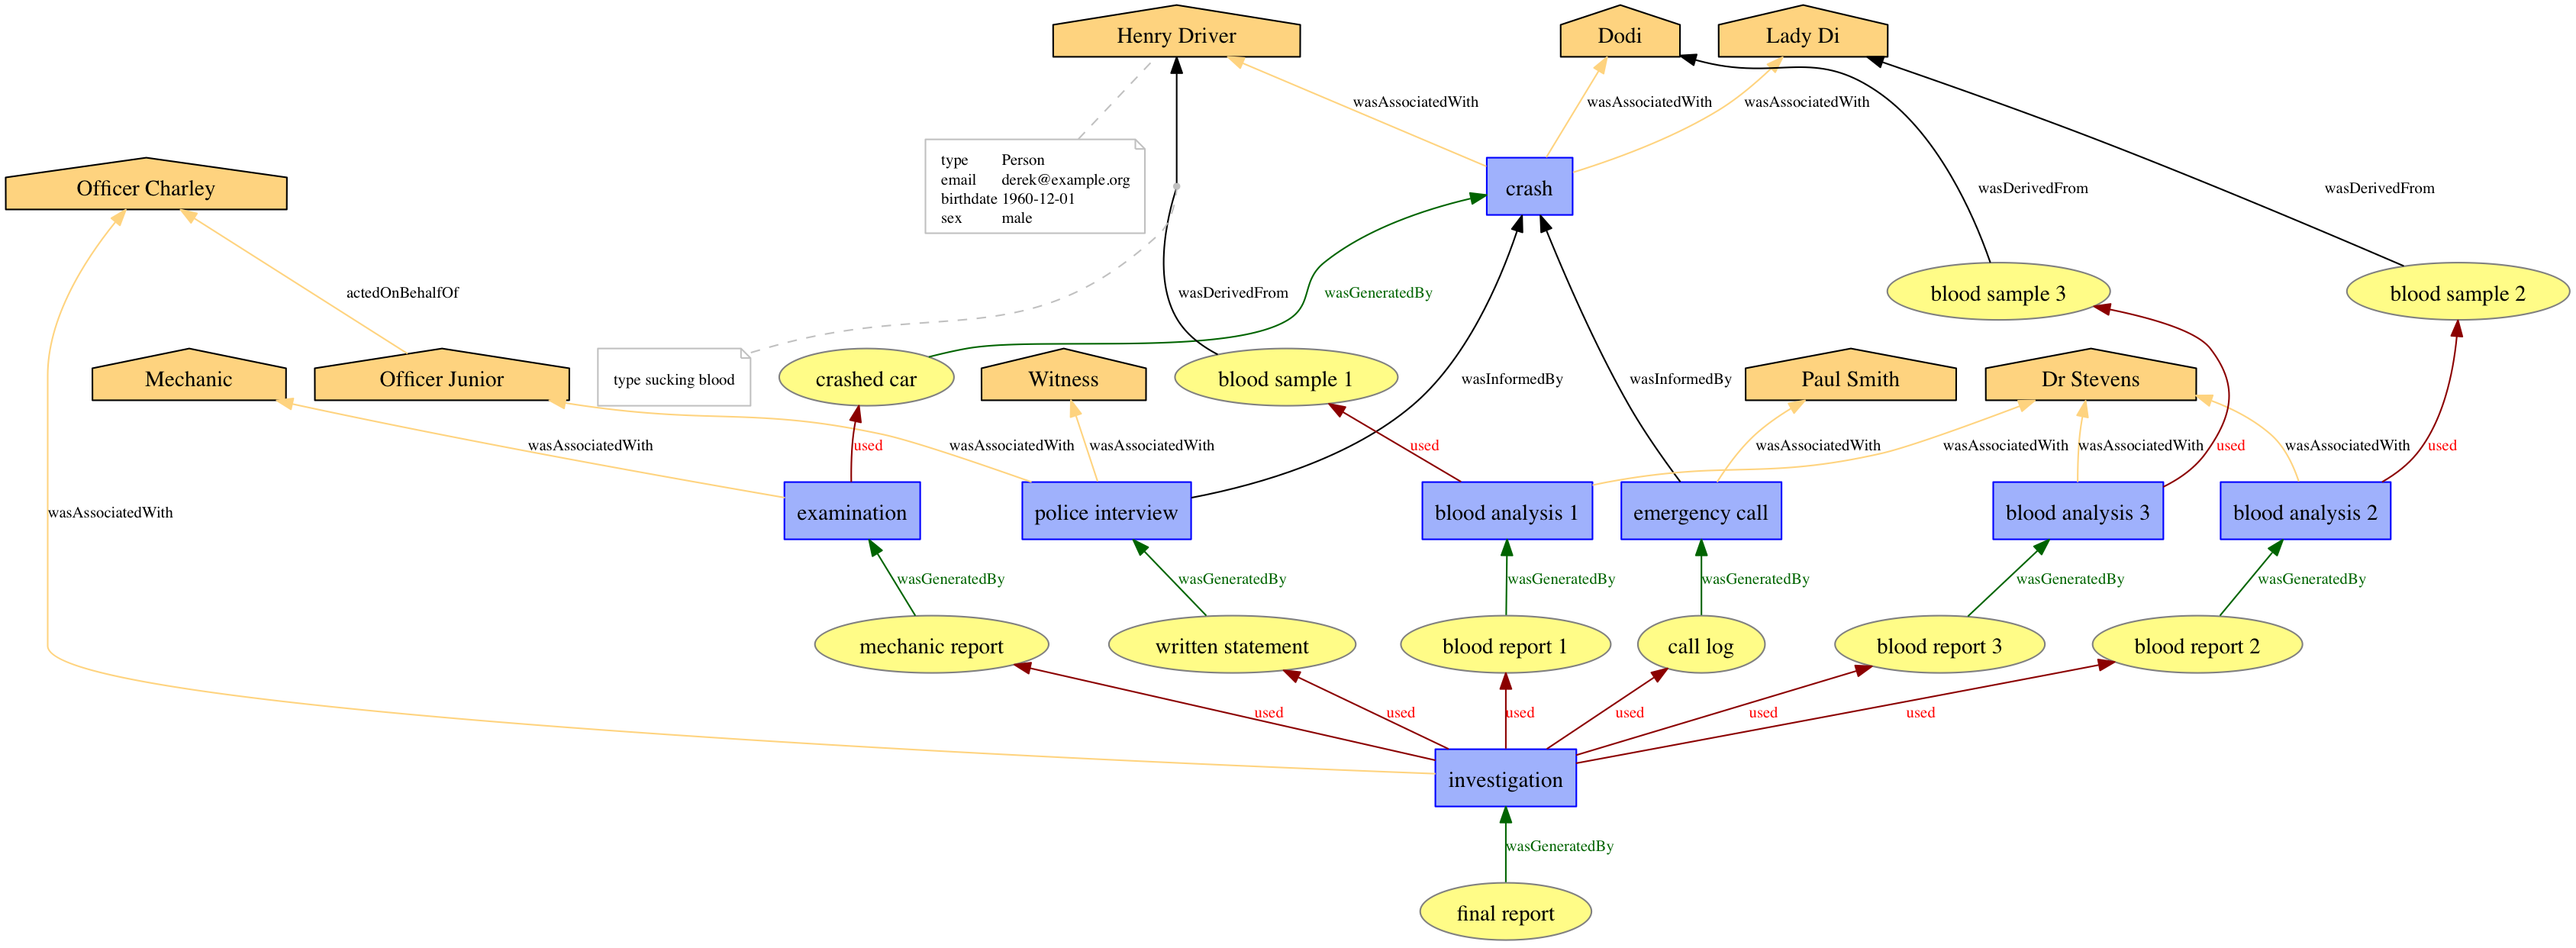 Henry Driver
Dodi
Lady Di
wasAssociatedWith
wasAssociatedWith
wasAssociatedWith
type Person
email derek@example.org
birthdate 1960-12-01
sex male
Officer Charley
crash
wasDerivedFrom
wasDerivedFrom
actedOnBehalfOf
wasDerivedFrom
wasGeneratedBy
blood sample 3
blood sample 2
Mechanic
Officer Junior
type sucking blood
crashed car
Witness
blood sample 1
wasInformedBy
wasInformedBy
Paul Smith
Dr Stevens
wasAssociatedWith
used
wasAssociatedWith
wasAssociatedWith
used
wasAssociatedWith
wasAssociatedWith
wasAssociatedWith
used
wasAssociatedWith
used
wasAssociatedWith
examination
police interview
blood analysis 1
emergency call
blood analysis 3
blood analysis 2
wasGeneratedBy
wasGeneratedBy
wasGeneratedBy
wasGeneratedBy
wasGeneratedBy
wasGeneratedBy
mechanic report
written statement
blood report 1
call log
blood report 3
blood report 2
used
used
used
used
used
used
investigation
wasGeneratedBy
final report